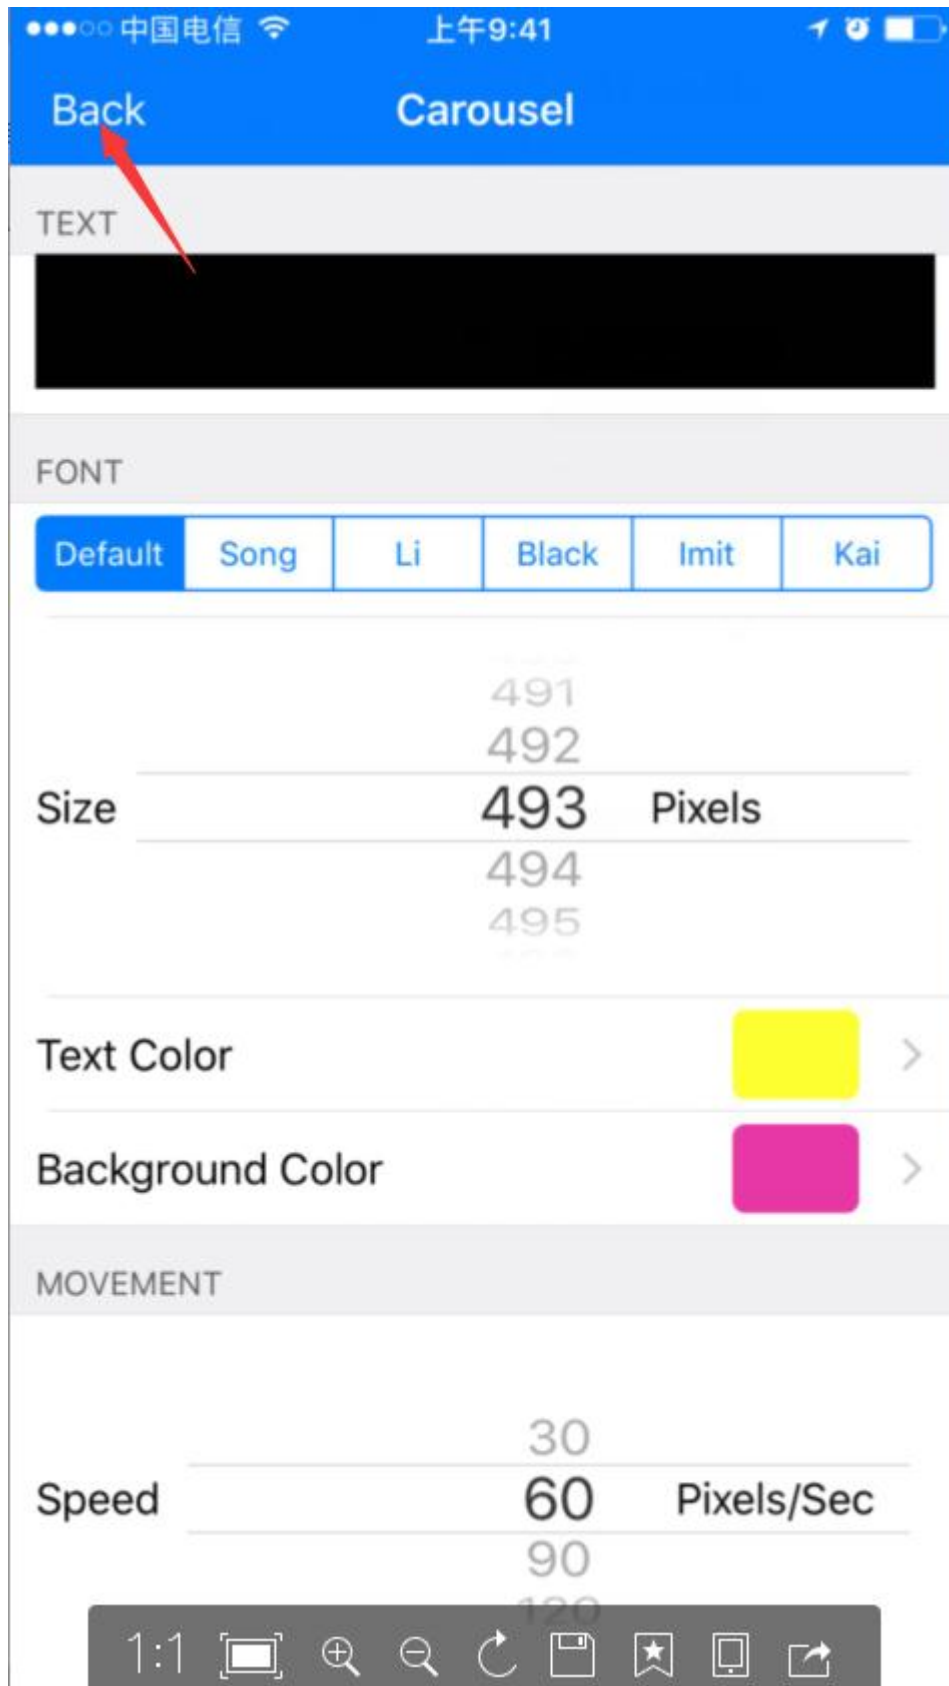 中国电信 上午9:41
Back Carousel
TEXT
FONT
Default Song Li Black Imit Kai
491
492
Size 493 Pixels
494
495
Text Color
Background Color
MOVEMENT
30
Speed 60 Pixels/Sec
90
120
1:1